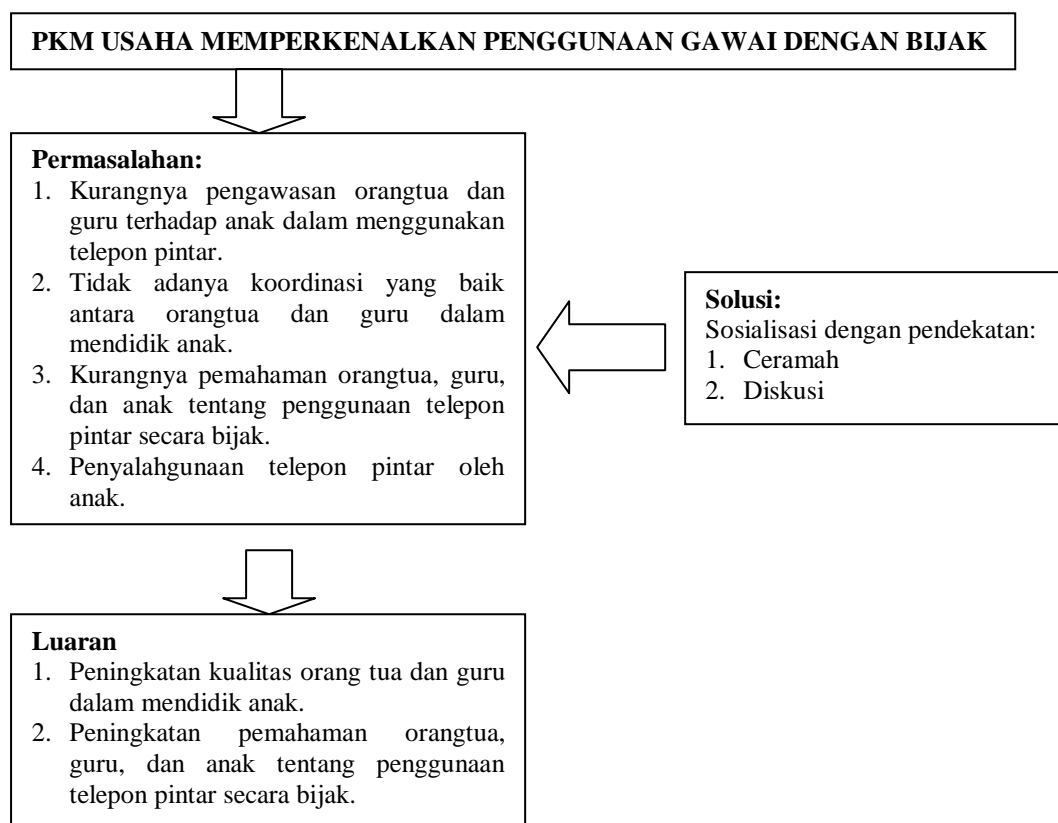 PKM USAHA MEMPERKENALKAN PENGGUNAAN GAWAI DENGAN BIJAK
Permasalahan:
1. Kurangnya pengawasan orangtua dan
guru terhadap anak dalam menggunakan
telepon pintar.
2. Tidak adanya koordinasi yang baik
antara orangtua dan guru dalam
mendidik anak.
3. Kurangnya pemahaman orangtua, guru,
dan anak tentang penggunaan telepon
pintar secara bijak.
4. Penyalahgunaan telepon pintar oleh
anak.
Solusi:
Sosialisasi dengan pendekatan:
1. Ceramah
2. Diskusi
Luaran
1. Peningkatan kualitas orang tua dan guru
dalam mendidik anak.
2. Peningkatan pemahaman orangtua,
guru, dan anak tentang penggunaan
telepon pintar secara bijak.